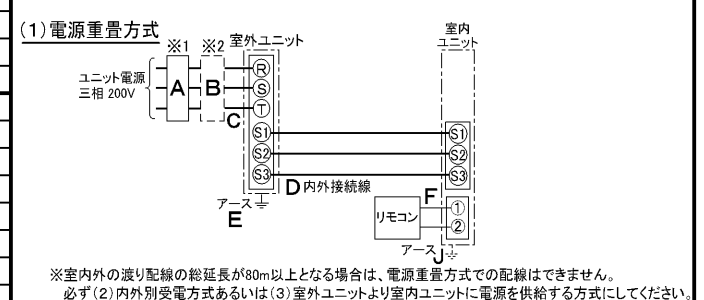 (1)電源重畳方式
※1 ※2 室外ユニット
室内
ユニット
ユニット電源
三相 200V
A
B
C
R
S
T
S1
S2
S3
S1
S2
S3
D 内外接続線
アース
E
リモコン
F
1
2
アース J
※室内外の渡り配線の総延長が80m以上となる場合は、電源重畳方式での配線はできません。
必ず(2)内外別受電方式あるいは(3)室外ユニットより室内ユニットに電源を供給する方式にしてください。